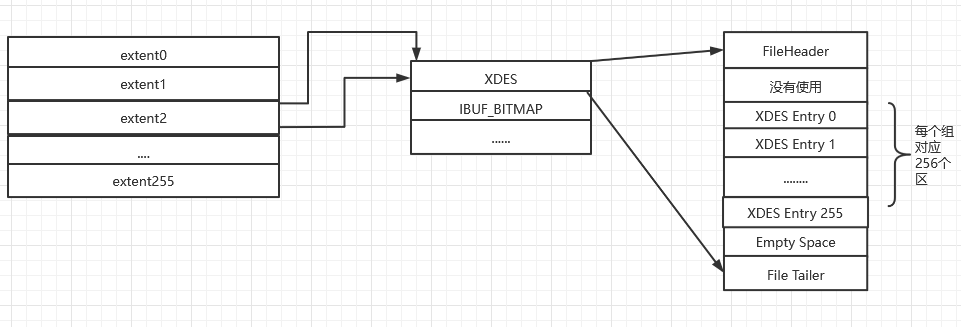 extent0
extent1
extent2
....
extent255
XDES
IBUF_BITMAP
......
FileHeader
没有使用
XDES Entry 0
XDES Entry 1
........
XDES Entry 255
Empty Space
File Tailer
每个组
对应
256个
区